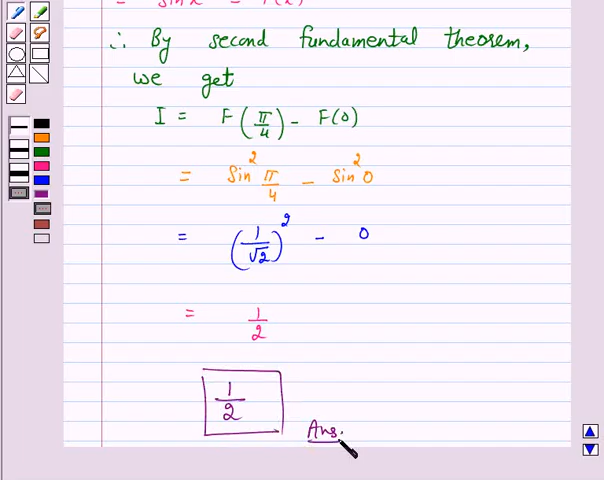 = sin²x = F(x)
∴ By second fundamental theorem,
we get
I = F(π/4) - F(0)
= Sin² π/4 - Sin² 0
= (1/√2)² - 0
= 1/2
1/2
Ans.